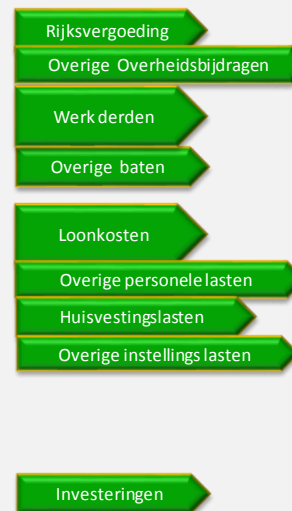 Rijksvergoeding
Overige Overheidsbijdragen
Werk derden
Overige baten
Loonkosten
Overige personele lasten
Huisvestingslasten
Overige instellings lasten
Investeringen